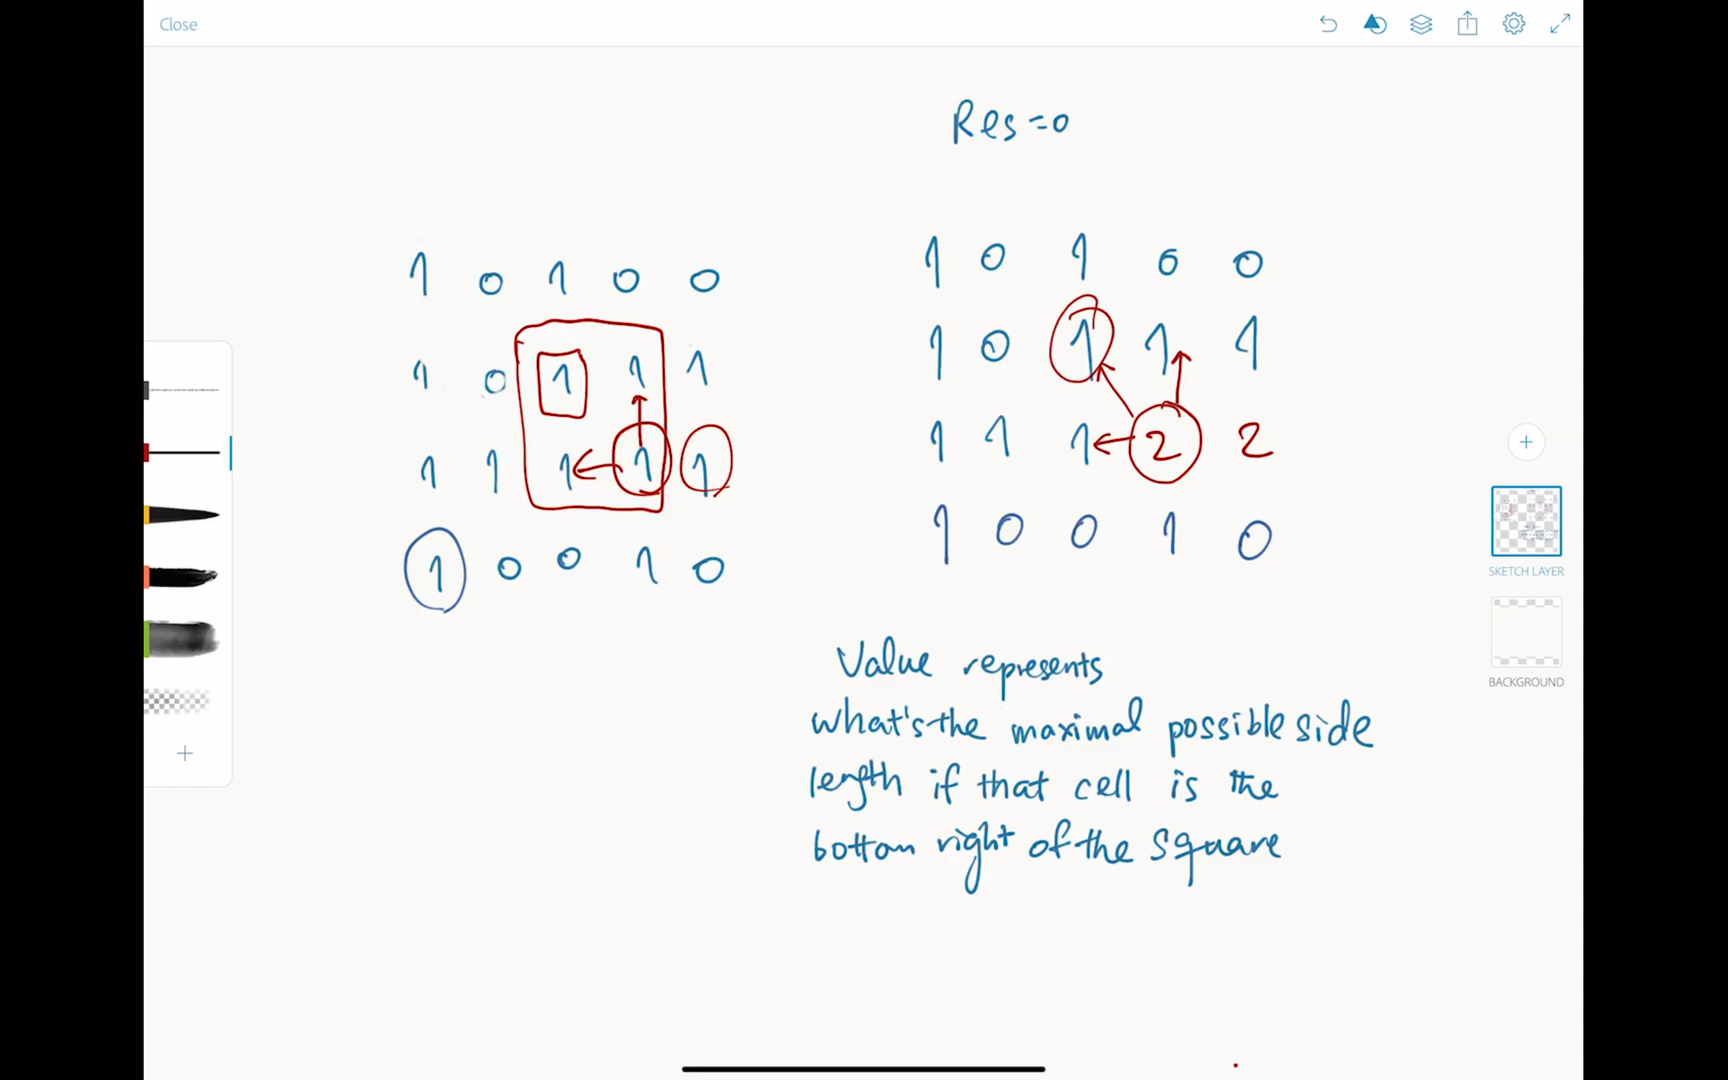 Close
Res=0
1 0 1 0 0
1 0 1 1 1
1 1 1 1 1
1 0 0 1 0
1 0 1 0 0
1 0 1 1 1
1 1 1 2 2
1 0 0 1 0
Value represents
what's the maximal possible side
length if that cell is the
bottom right of the square
SKETCH LAYER
BACKGROUND